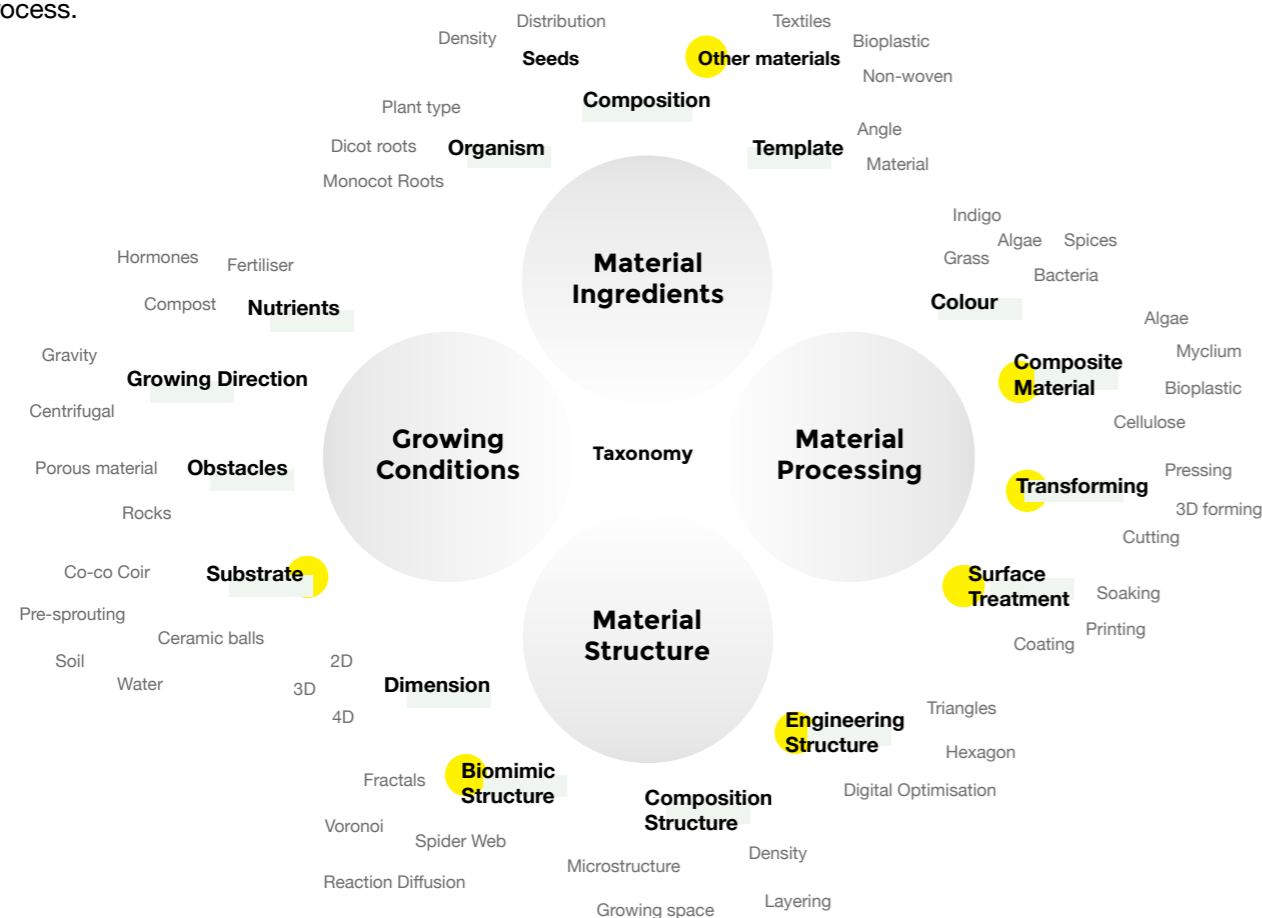 ocess.
Distribution
Textiles
Density
Bioplastic
Seeds
Other materials
Non-woven
Composition
Plant type
Angle
Dicot roots
Organism
Template
Material
Monocot Roots
Indigo
Algae
Spices
Grass
Bacteria
Hormones
Fertiliser
Material
Ingredients
Compost
Nutrients
Colour
Algae
Gravity
Myclium
Growing Direction
Composite
Material
Bioplastic
Centrifugal
Cellulose
Growing
Conditions
Taxonomy
Material
Processing
Porous material
Obstacles
Pressing
Transforming
3D forming
Rocks
Cutting
Co-co Coir
Substrate
Surface
Treatment
Soaking
Pre-sprouting
Printing
Ceramic balls
Coating
Material
Structure
Soil
2D
Water
3D
Dimension
4D
Triangles
Engineering
Structure
Hexagon
Fractals
Biomimic
Structure
Digital Optimisation
Composition
Structure
Voronoi
Spider Web
Density
Microstructure
Reaction Diffusion
Layering
Growing space